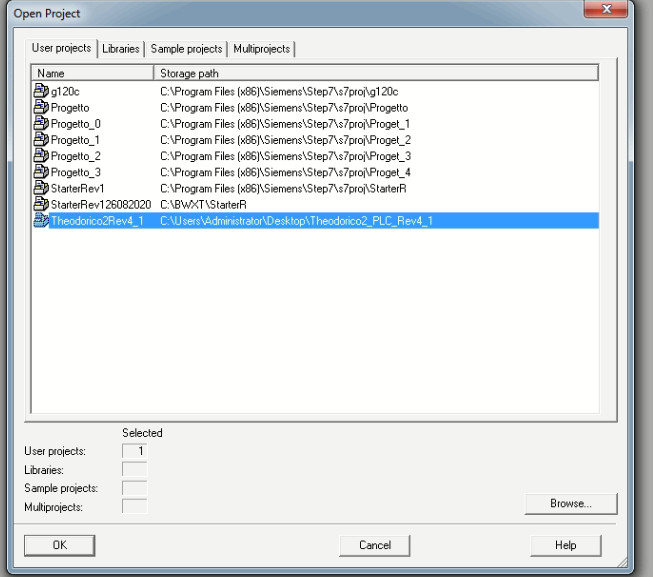 Open Project
User projects Libraries Sample projects Multiprojects
Name Storage path
g120c C:\Program Files (x86)\Siemens\Step7\s7proj\g120c
Progetto C:\Program Files (x86)\Siemens\Step7\s7proj\Progetto
Progetto_0 C:\Program Files (x86)\Siemens\Step7\s7proj\Proget_1
Progetto_1 C:\Program Files (x86)\Siemens\Step7\s7proj\Proget_2
Progetto_2 C:\Program Files (x86)\Siemens\Step7\s7proj\Proget_3
Progetto_3 C:\Program Files (x86)\Siemens\Step7\s7proj\Proget_4
StarterRev1 C:\Program Files (x86)\Siemens\Step7\s7proj\StarterR
StarterRev126082020 C:\BWXT\StarterR
Theodorico2Rev4_1 C:\Users\Administrator\Desktop\Theodorico2_PLC_Rev4_1
Selected
User projects: 1
Libraries:
Sample projects:
Multiprojects:
Browse...
OK Cancel Help